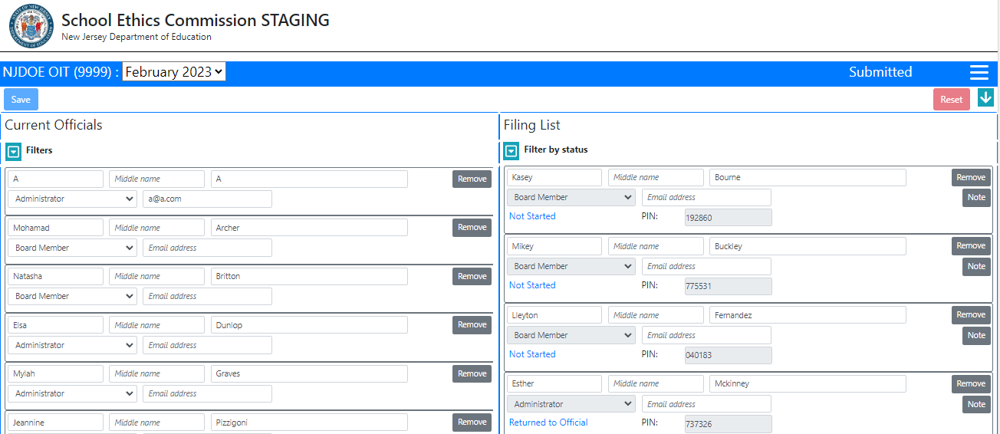 School Ethics Commission STAGING
New Jersey Department of Education
NJDOE OIT (9999) : February 2023 Submitted
Save Reset
Current Officials
Filters
A Middle name A Remove
Administrator a@a.com
Mohamad Middle name Archer Remove
Board Member Email address
Natasha Middle name Britton Remove
Board Member Email address
Elsa Middle name Dunlop Remove
Administrator Email address
Mylah Middle name Graves Remove
Administrator Email address
Jeannine Middle name Pizzigoni Remove
Filing List
Filter by status
Kasey Middle name Bourne Remove
Board Member Email address Note
Not Started PIN: 192860
Mikey Middle name Buckley Remove
Board Member Email address Note
Not Started PIN: 775531
Lleyton Middle name Fernandez Remove
Board Member Email address Note
Not Started PIN: 040183
Esther Middle name Mckinney Remove
Administrator Email address Note
Returned to Official PIN: 737326